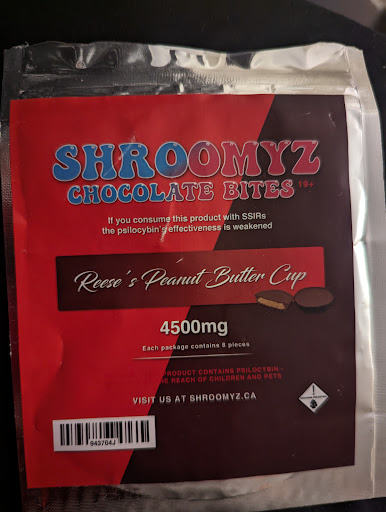 SHROOMYZ
CHOCOLATE BITES 19+
If you consume this product with SSIRs
the psilocybin's effectiveness is weakened
Reese's Peanut Butter Cup
4500mg
Each package contains 8 pieces
PRODUCT CONTAINS PSILOCYBIN -
THE REACH OF CHILDREN AND PETS
VISIT US AT SHROOMYZ.CA
943704J